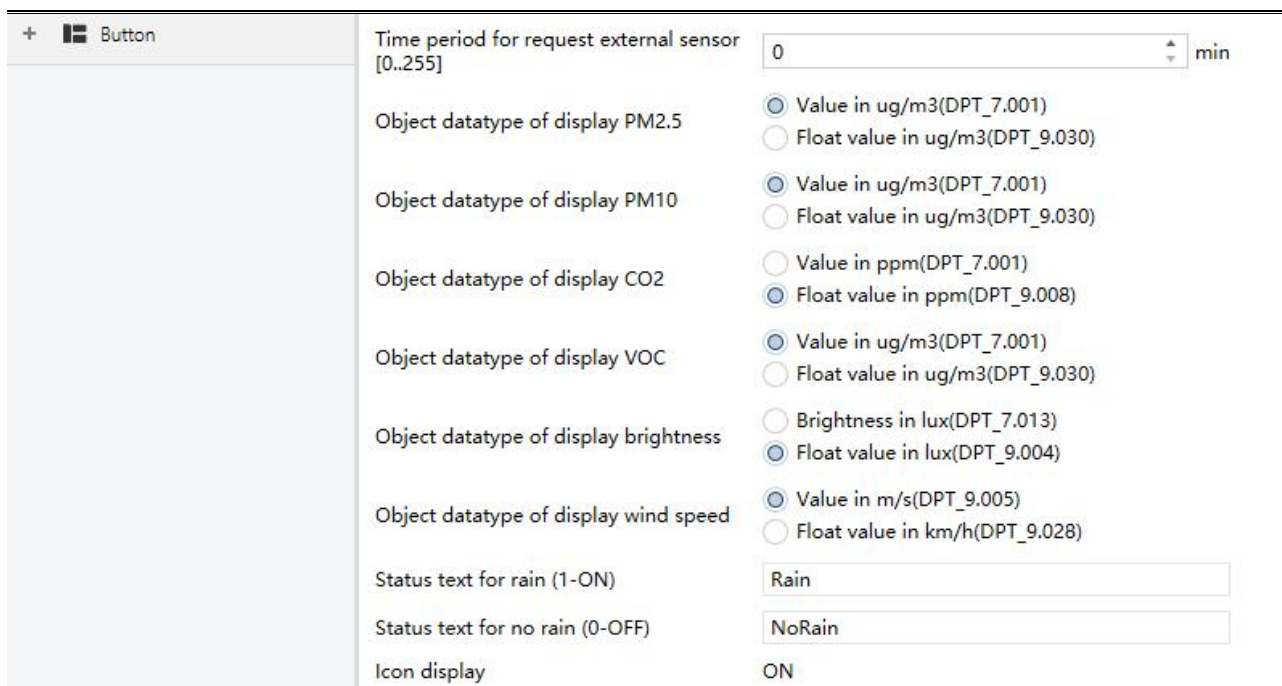 + Button
Time period for request external sensor
[0..255]
0
min
Object datatype of display PM2.5
Value in ug/m3(DPT_7.001)
Float value in ug/m3(DPT_9.030)
Object datatype of display PM10
Value in ug/m3(DPT_7.001)
Float value in ug/m3(DPT_9.030)
Object datatype of display CO2
Value in ppm(DPT_7.001)
Float value in ppm(DPT_9.008)
Object datatype of display VOC
Value in ug/m3(DPT_7.001)
Float value in ug/m3(DPT_9.030)
Object datatype of display brightness
Brightness in lux(DPT_7.013)
Float value in lux(DPT_9.004)
Object datatype of display wind speed
Value in m/s(DPT_9.005)
Float value in km/h(DPT_9.028)
Status text for rain (1-ON)
Rain
Status text for no rain (0-OFF)
NoRain
Icon display
ON